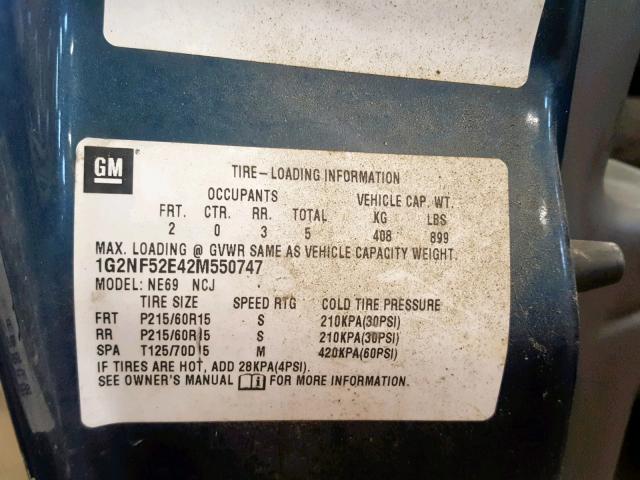 GM
TIRE-LOADING INFORMATION
OCCUPANTS VEHICLE CAP. WT.
FRT. CTR. RR. TOTAL KG LBS
2 0 3 5 408 899
MAX. LOADING @ GVWR SAME AS VEHICLE CAPACITY WEIGHT.
1G2NF52E42M550747
MODEL: NE69 NCJ
TIRE SIZE SPEED RTG COLD TIRE PRESSURE
FRT P215/60R15 S 210KPA(30PSI)
RR P215/60R15 S 210KPA(30PSI)
SPA T125/70D15 M 420KPA(60PSI)
IF TIRES ARE HOT, ADD 28KPA(4PSI).
SEE OWNER'S MANUAL FOR MORE INFORMATION.